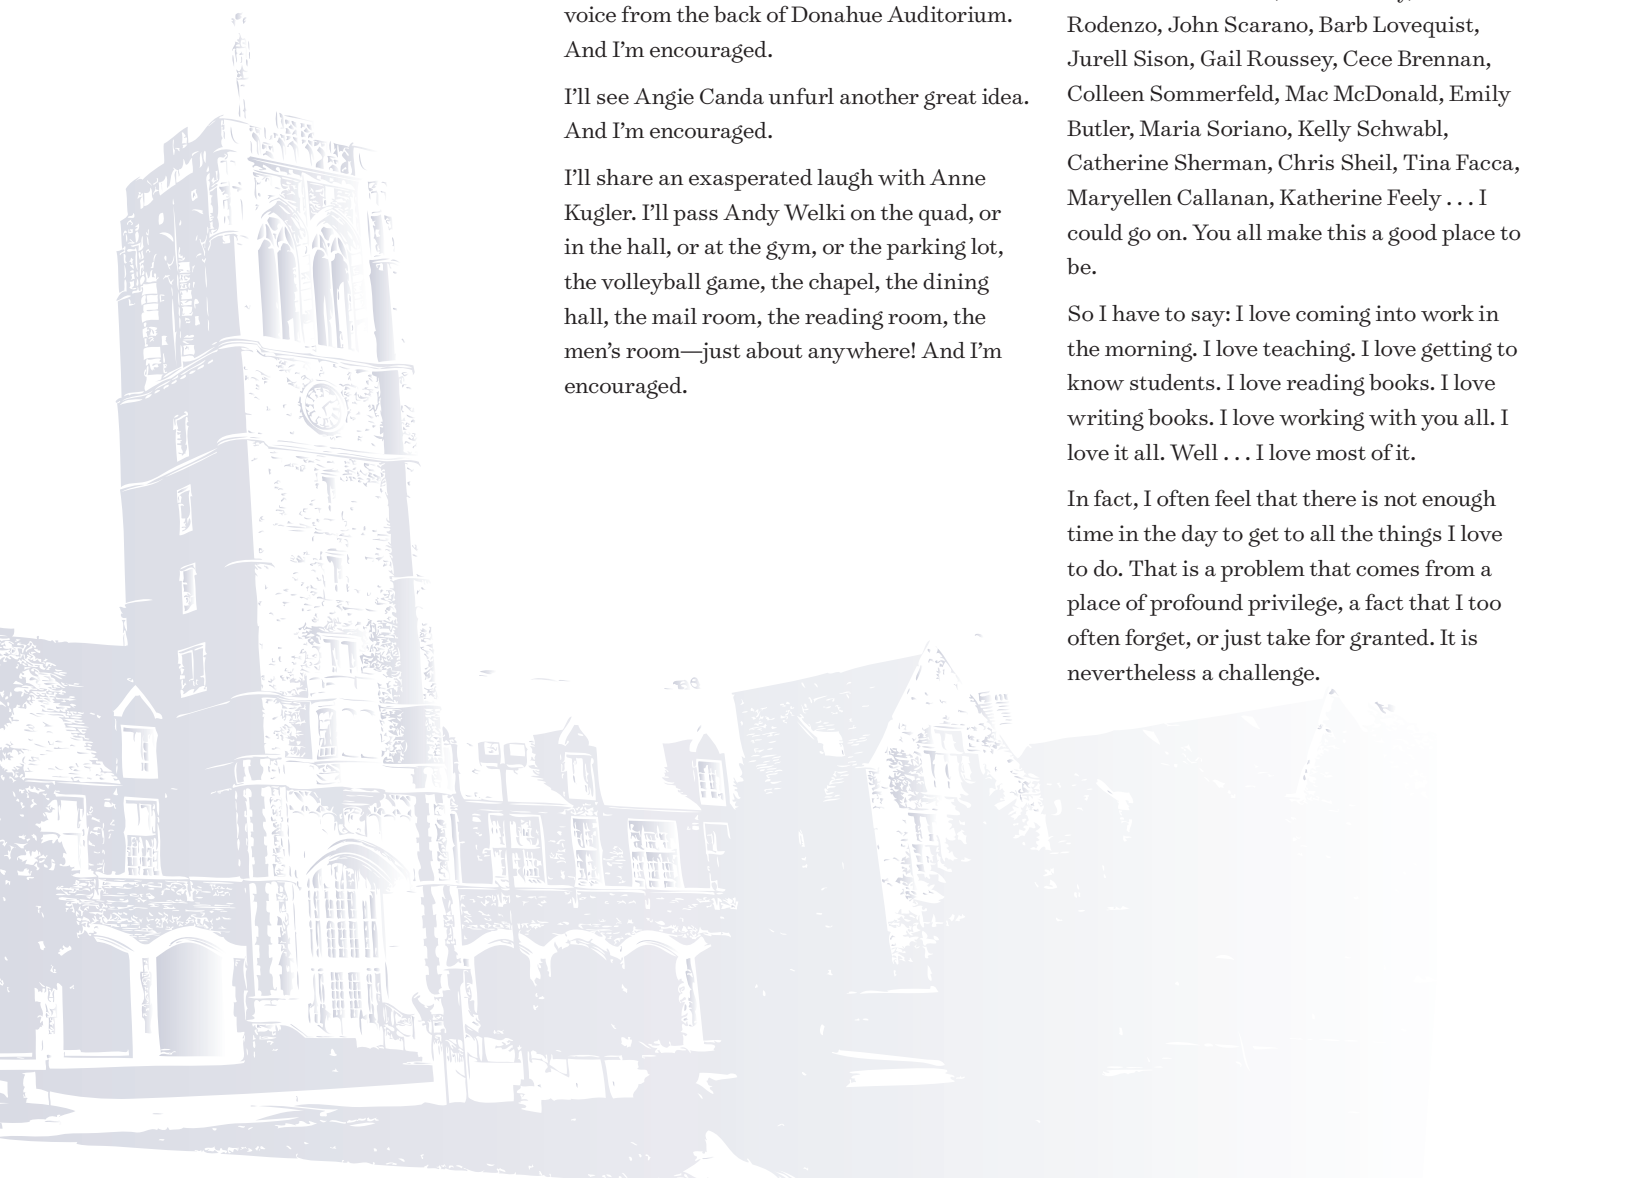 voice from the back of Donahue Auditorium.
And I’m encouraged.
I’ll see Angie Canda unfurl another great idea.
And I’m encouraged.
I’ll share an exasperated laugh with Anne
Kugler. I’ll pass Andy Welki on the quad, or
in the hall, or at the gym, or the parking lot,
the volleyball game, the chapel, the dining
hall, the mail room, the reading room, the
men’s room—just about anywhere! And I’m
encouraged.
Rodenzo, John Scarano, Barb Lovequist,
Jurell Sison, Gail Roussey, Cece Brennan,
Colleen Sommerfeld, Mac McDonald, Emily
Butler, Maria Soriano, Kelly Schwabl,
Catherine Sherman, Chris Sheil, Tina Facca,
Maryellen Callanan, Katherine Feely . . . I
could go on. You all make this a good place to
be.
So I have to say: I love coming into work in
the morning. I love teaching. I love getting to
know students. I love reading books. I love
writing books. I love working with you all. I
love it all. Well . . . I love most of it.
In fact, I often feel that there is not enough
time in the day to get to all the things I love
to do. That is a problem that comes from a
place of profound privilege, a fact that I too
often forget, or just take for granted. It is
nevertheless a challenge.